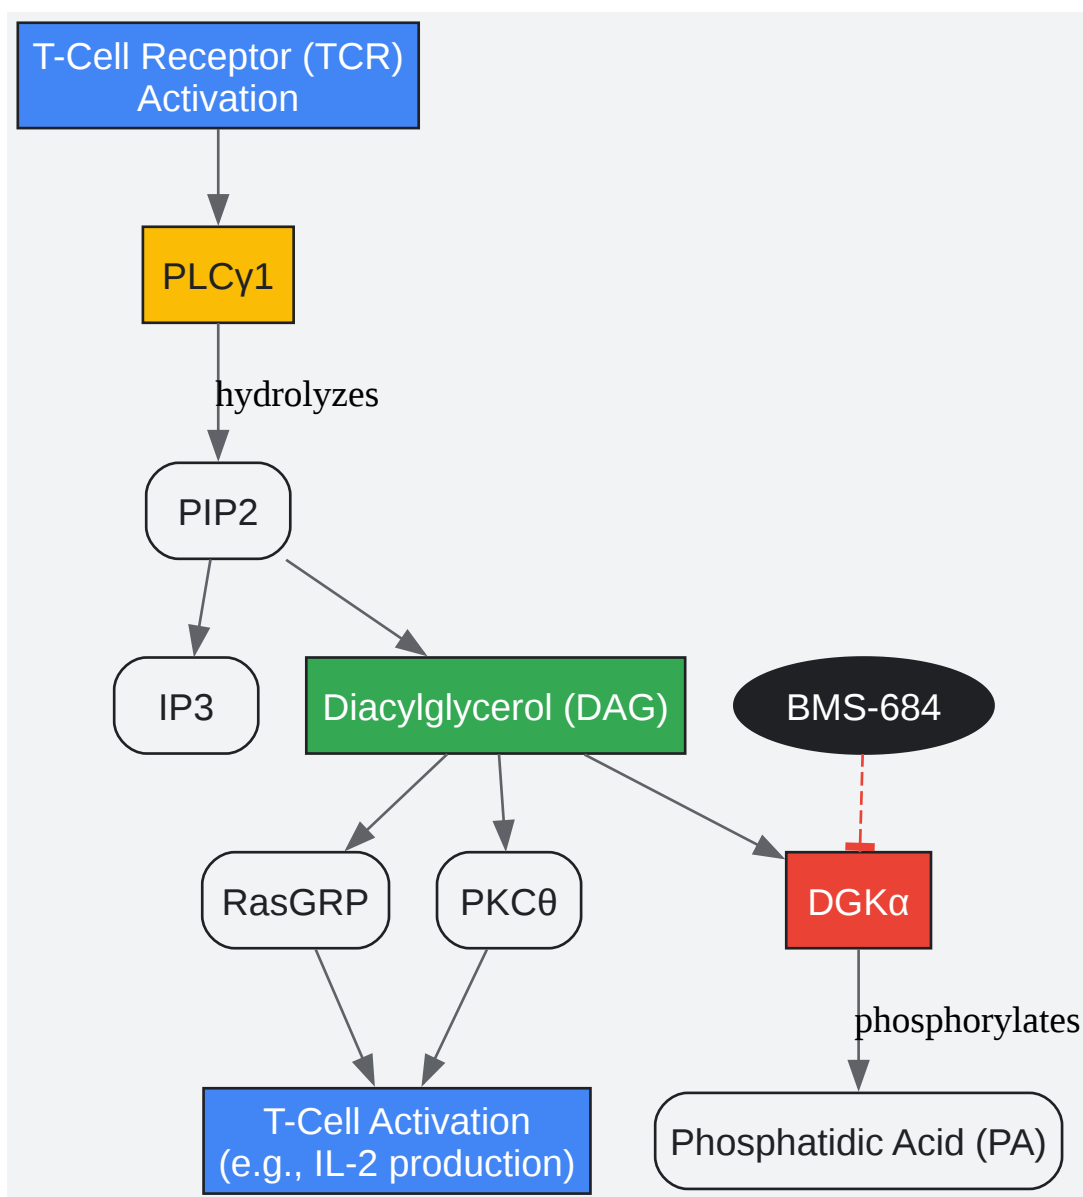 T-Cell Receptor (TCR)
Activation
PLCγ1
hydrolyzes
PIP2
IP3
Diacylglycerol (DAG)
BMS-684
RasGRP
PKCθ
DGKα
phosphorylates
T-Cell Activation
(e.g., IL-2 production)
Phosphatidic Acid (PA)